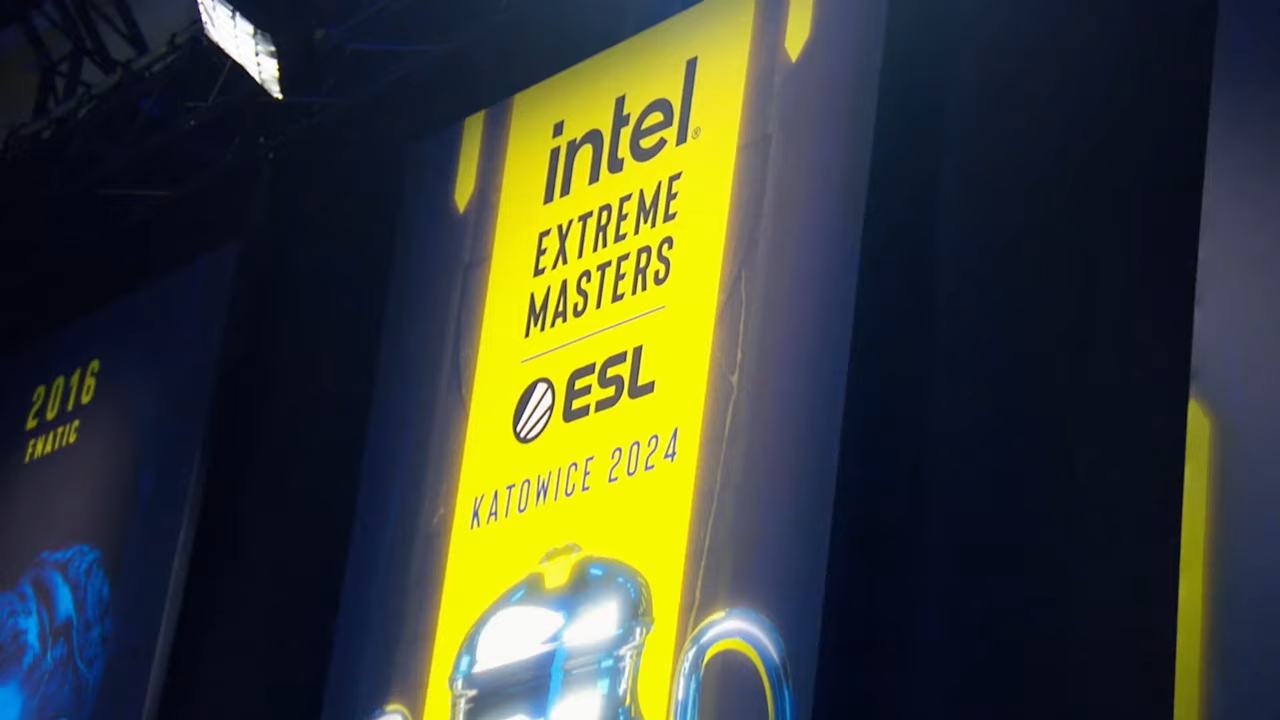 2016
FNATIC
intel®
EXTREME
MASTERS
ESL
KATOWICE 2024